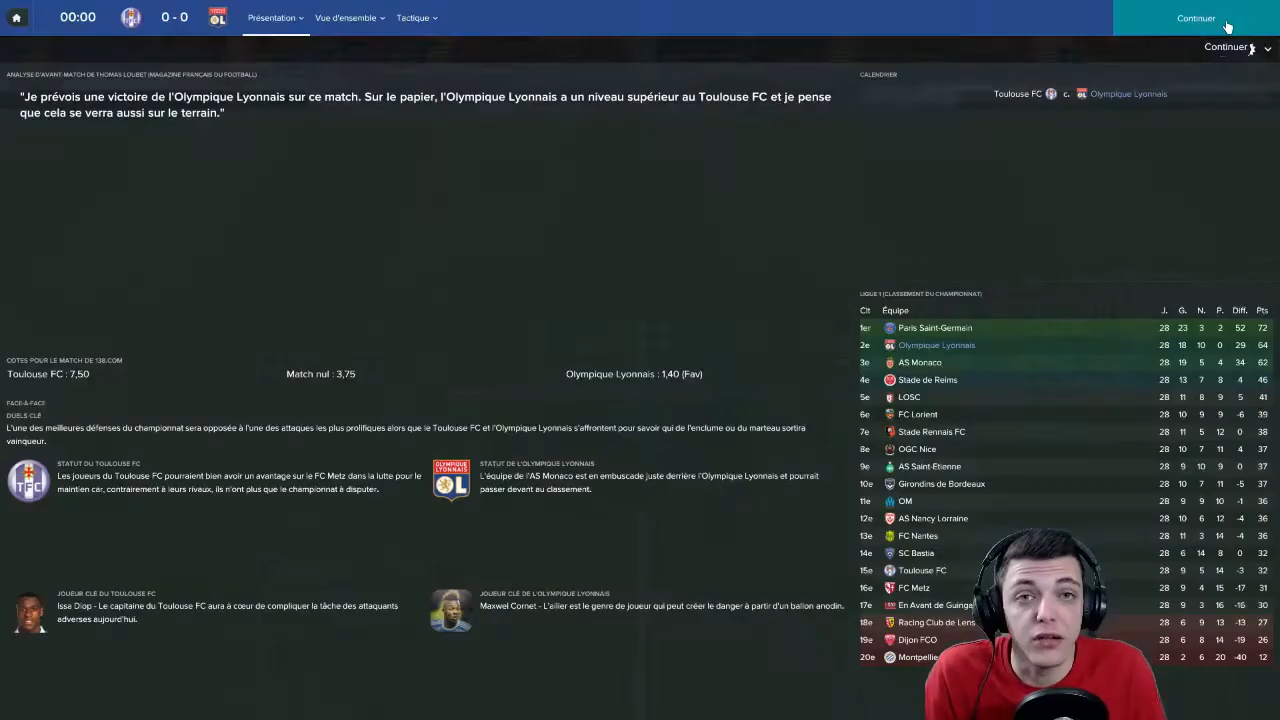 00:00 0 - 0 Présentation Vue d'ensemble Tactique Continuer
Continuer
ANALYSE D'AVANT-MATCH DE THOMAS LOUBET (MAGAZINE FRANÇAIS DU FOOTBALL)
"Je prévois une victoire de l'Olympique Lyonnais sur ce match. Sur le papier, l'Olympique Lyonnais a un niveau supérieur au Toulouse FC et je pense
que cela se verra aussi sur le terrain."
CALENDRIER
Toulouse FC c. Olympique Lyonnais
COTES POUR LE MATCH DE 138.COM
Toulouse FC : 7,50 Match nul : 3,75 Olympique Lyonnais : 1,40 (Fav)
FACE-À-FACE
DUELS CLÉ
L'une des meilleures défenses du championnat sera opposée à l'une des attaques les plus prolifiques alors que le Toulouse FC et l'Olympique Lyonnais s'affrontent pour savoir qui de l'enclume ou du marteau sortira
vainqueur.
STATUT DU TOULOUSE FC
Les joueurs du Toulouse FC pourraient bien avoir un avantage sur le FC Metz dans la lutte pour le
maintien car, contrairement à leurs rivaux, ils n'ont plus que le championnat à disputer.
STATUT DE L'OLYMPIQUE LYONNAIS
L'équipe de l'AS Monaco est en embuscade juste derrière l'Olympique Lyonnais et pourrait
passer devant au classement.
JOUEUR CLÉ DU TOULOUSE FC
Issa Diop - Le capitaine du Toulouse FC aura à cœur de compliquer la tâche des attaquants
adverses aujourd'hui.
JOUEUR CLÉ DE L'OLYMPIQUE LYONNAIS
Maxwel Cornet - L'ailier est le genre de joueur qui peut créer le danger à partir d'un ballon anodin.
LIGUE 1 (CLASSEMENT DU CHAMPIONNAT)
Clt Équipe J. G. N. P. Diff. Pts
1er Paris Saint-Germain 28 23 3 2 52 72
2e Olympique Lyonnais 28 18 10 0 29 64
3e AS Monaco 28 19 5 4 34 62
4e Stade de Reims 28 13 7 8 4 46
5e LOSC 28 11 8 9 5 41
6e FC Lorient 28 10 9 9 -6 39
7e Stade Rennais FC 28 11 5 12 0 38
8e OGC Nice 28 10 7 11 4 37
9e AS Saint-Étienne 28 9 10 9 0 37
10e Girondins de Bordeaux 28 10 7 11 -5 37
11e OM 28 9 9 10 -1 36
12e AS Nancy Lorraine 28 10 6 12 -4 36
13e FC Nantes 28 11 3 14 -4 36
14e SC Bastia 28 6 14 8 0 32
15e Toulouse FC 28 9 5 14 -3 32
16e FC Metz 28 9 4 15 -17 31
17e En Avant de Guinga 28 9 3 16 -16 30
18e Racing Club de Lens 28 6 9 13 -13 27
19e Dijon FCO 28 6 8 14 -19 26
20e Montpellie 28 2 6 20 -40 12